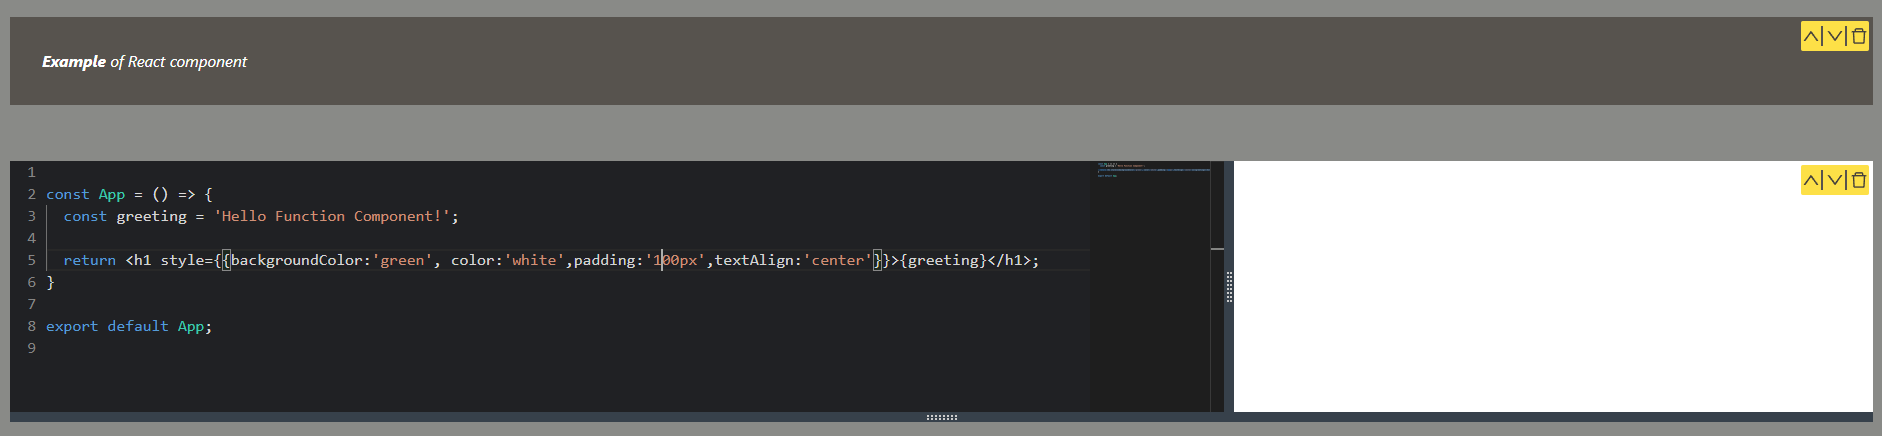 Example of React component
1
2 const App = () => {
3   const greeting = 'Hello Function Component!';
4
5   return <h1 style={{backgroundColor:'green', color:'white',padding:'100px',textAlign:'center'}}>{greeting}</h1>;
6 }
7
8 export default App;
9